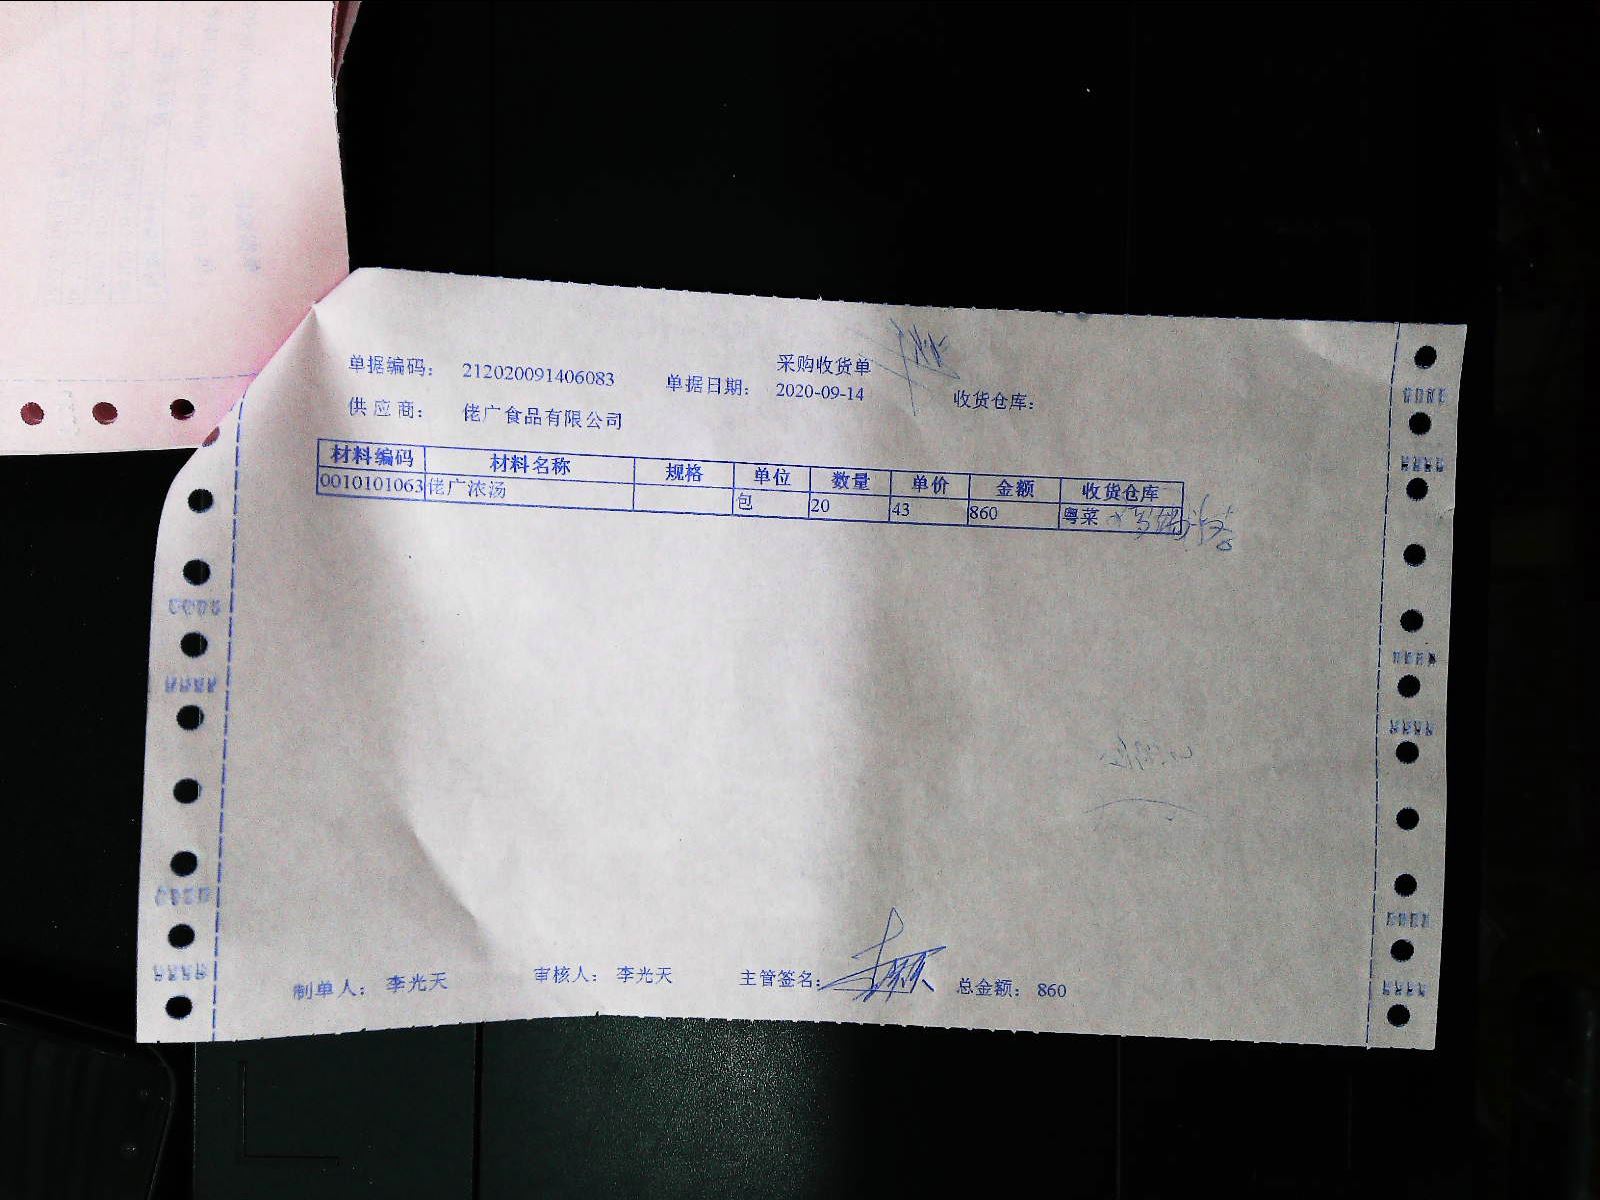 采购收货单
单据编码： 212020091406083 单据日期： 2020-09-14 收货仓库：
供应商： 佬广食品有限公司
材料编码 材料名称 规格 单位 数量 单价 金额 收货仓库
0010101063 佬广浓汤 包 20 43 860 粤菜
制单人： 李光天 审核人： 李光天 主管签名： 总金额： 860